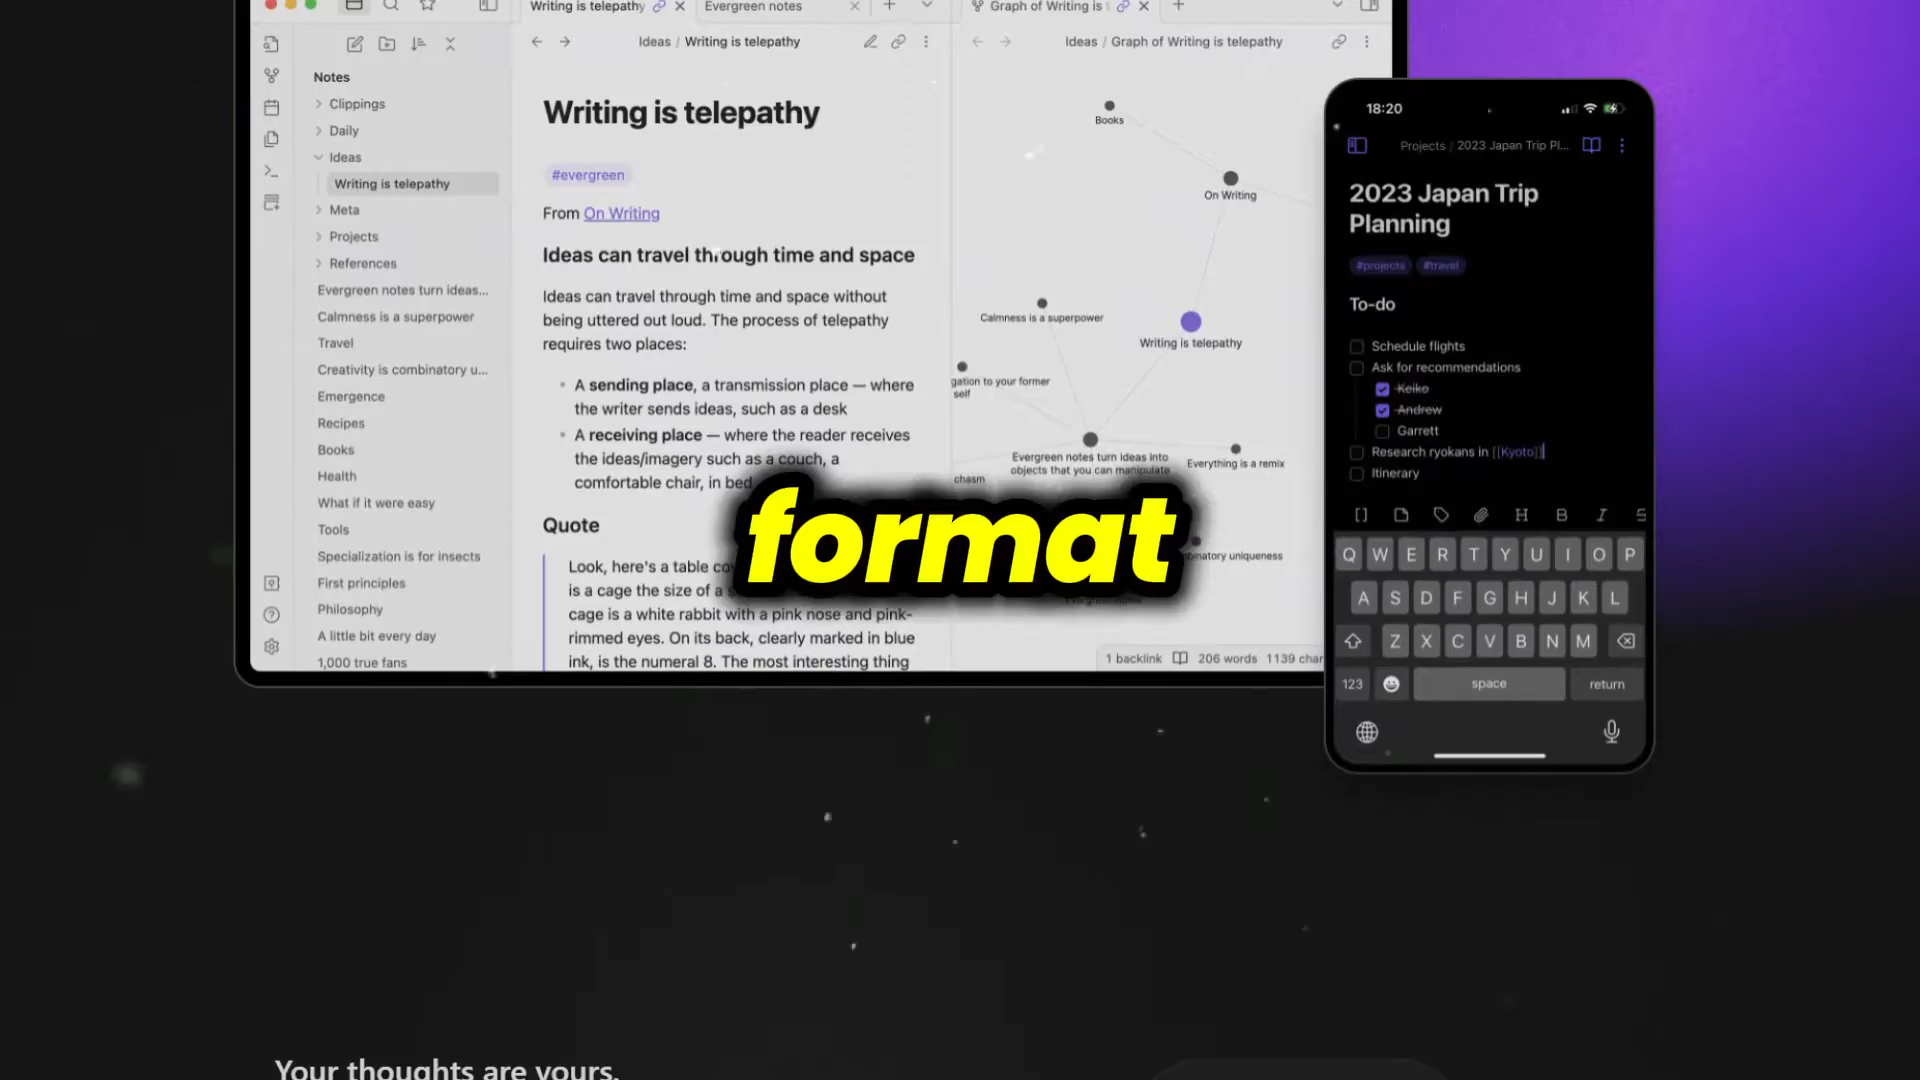 Writing is telepathy
Evergreen notes
Graph of Writing is
Notes
Clippings
Daily
Ideas
Writing is telepathy
Meta
Projects
References
Evergreen notes turn ideas...
Calmness is a superpower
Travel
Creativity is combinatory u...
Emergence
Recipes
Books
Health
What if it were easy
Tools
Specialization is for insects
First principles
Philosophy
A little bit every day
1,000 true fans
Ideas / Writing is telepathy
Writing is telepathy
#evergreen
From On Writing
Ideas can travel through time and space
Ideas can travel through time and space without
being uttered out loud. The process of telepathy
requires two places:
A sending place, a transmission place — where
the writer sends ideas, such as a desk
A receiving place — where the reader receives
the ideas/imagery such as a couch, a
comfortable chair, in bed
Quote
Look, here's a table
is a cage the size of a
cage is a white rabbit with a pink nose and pink-
rimmed eyes. On its back, clearly marked in blue
ink, is the numeral 8. The most interesting thing
Ideas / Graph of Writing is telepathy
Books
On Writing
Calmness is a superpower
Writing is telepathy
gation to your former
self
Evergreen notes turn ideas into
objects that you can manipulate
Everything is a remix
chasm
uniqueness
1 backlink
206 words
1139 char
format
18:20
Projects / 2023 Japan Trip Pl...
2023 Japan Trip
Planning
#projects #travel
To-do
Schedule flights
Ask for recommendations
Keiko
Andrew
Garrett
Research ryokans in [[Kyoto]]
Itinerary
[] H B I S
Q W E R T Y U I O P
A S D F G H J K L
Z X C V B N M
123 space return
Your thoughts are yours.